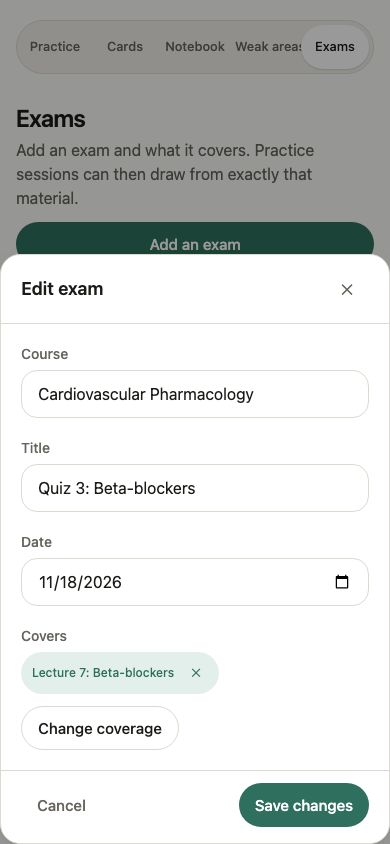 Practice Cards Notebook Weak areas Exams
Exams
Add an exam and what it covers. Practice
sessions can then draw from exactly that
material.
Add an exam
Edit exam
Course
Cardiovascular Pharmacology
Title
Quiz 3: Beta-blockers
Date
11/18/2026
Covers
Lecture 7: Beta-blockers
Change coverage
Cancel Save changes